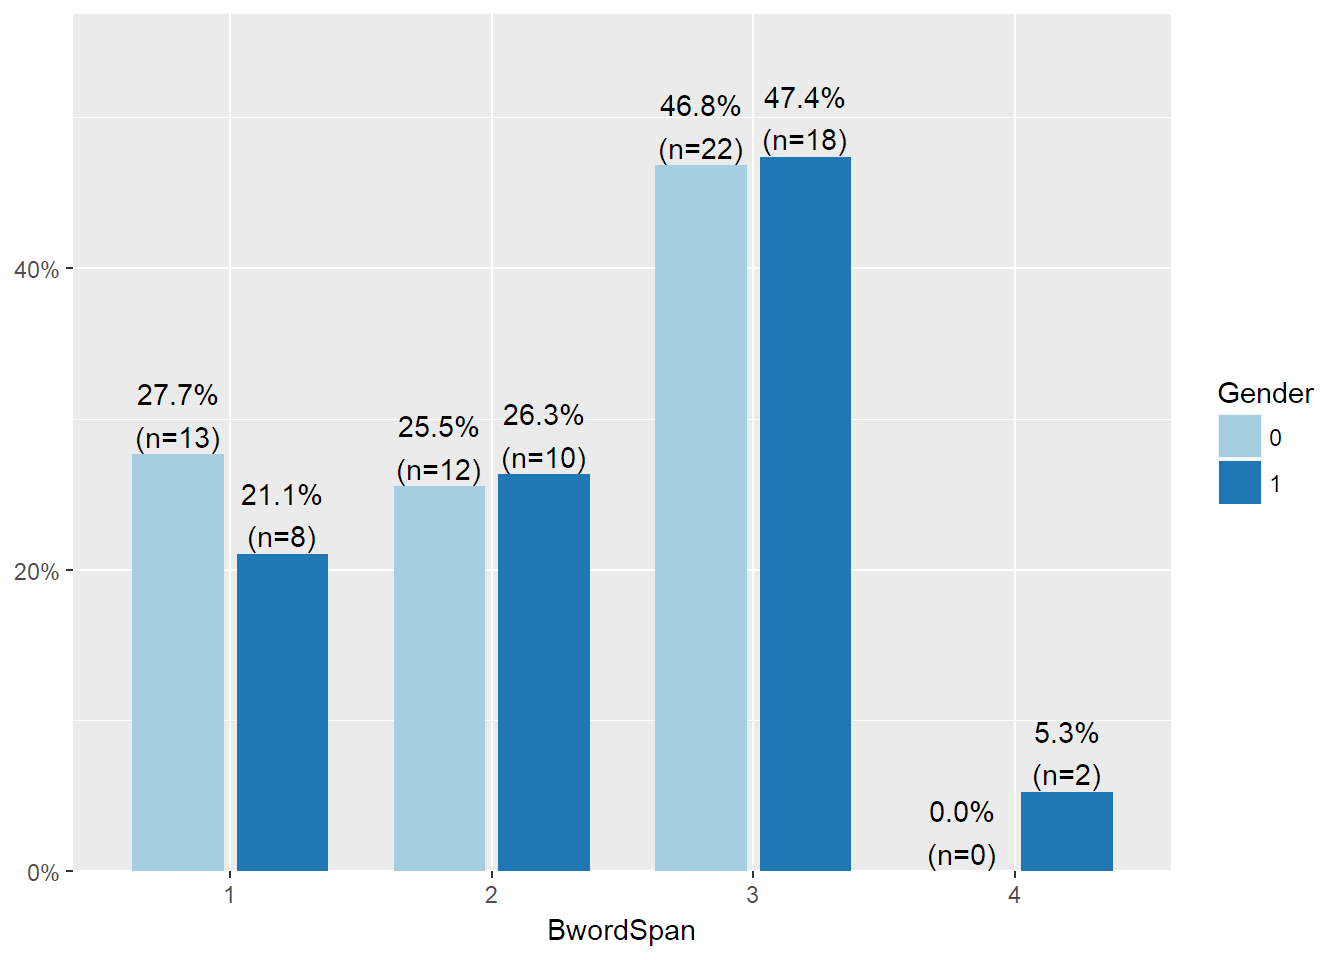 46.8%
(n=22)
47.4%
(n=18)
40%
27.7%
(n=13)
21.1%
(n=8)
25.5%
(n=12)
26.3%
(n=10)
20%
5.3%
(n=2)
0.0%
(n=0)
0%
1
2
3
4
BwordSpan
Gender
0
1